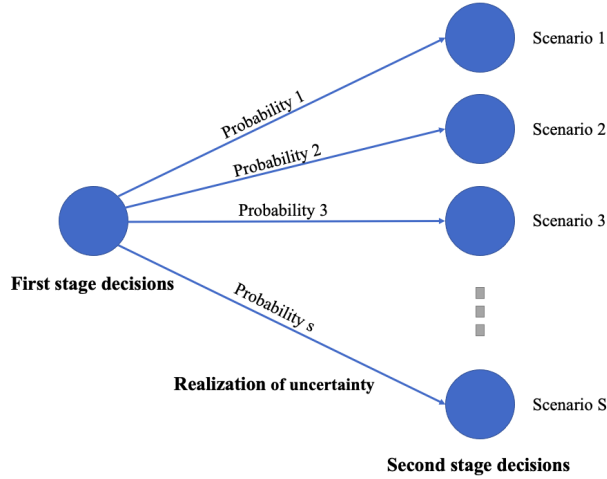 Scenario 1
Probability 1
Scenario 2
Probability 2
Probability 3
Scenario 3
First stage decisions
Probability s
Realization of uncertainty
Scenario S
Second stage decisions